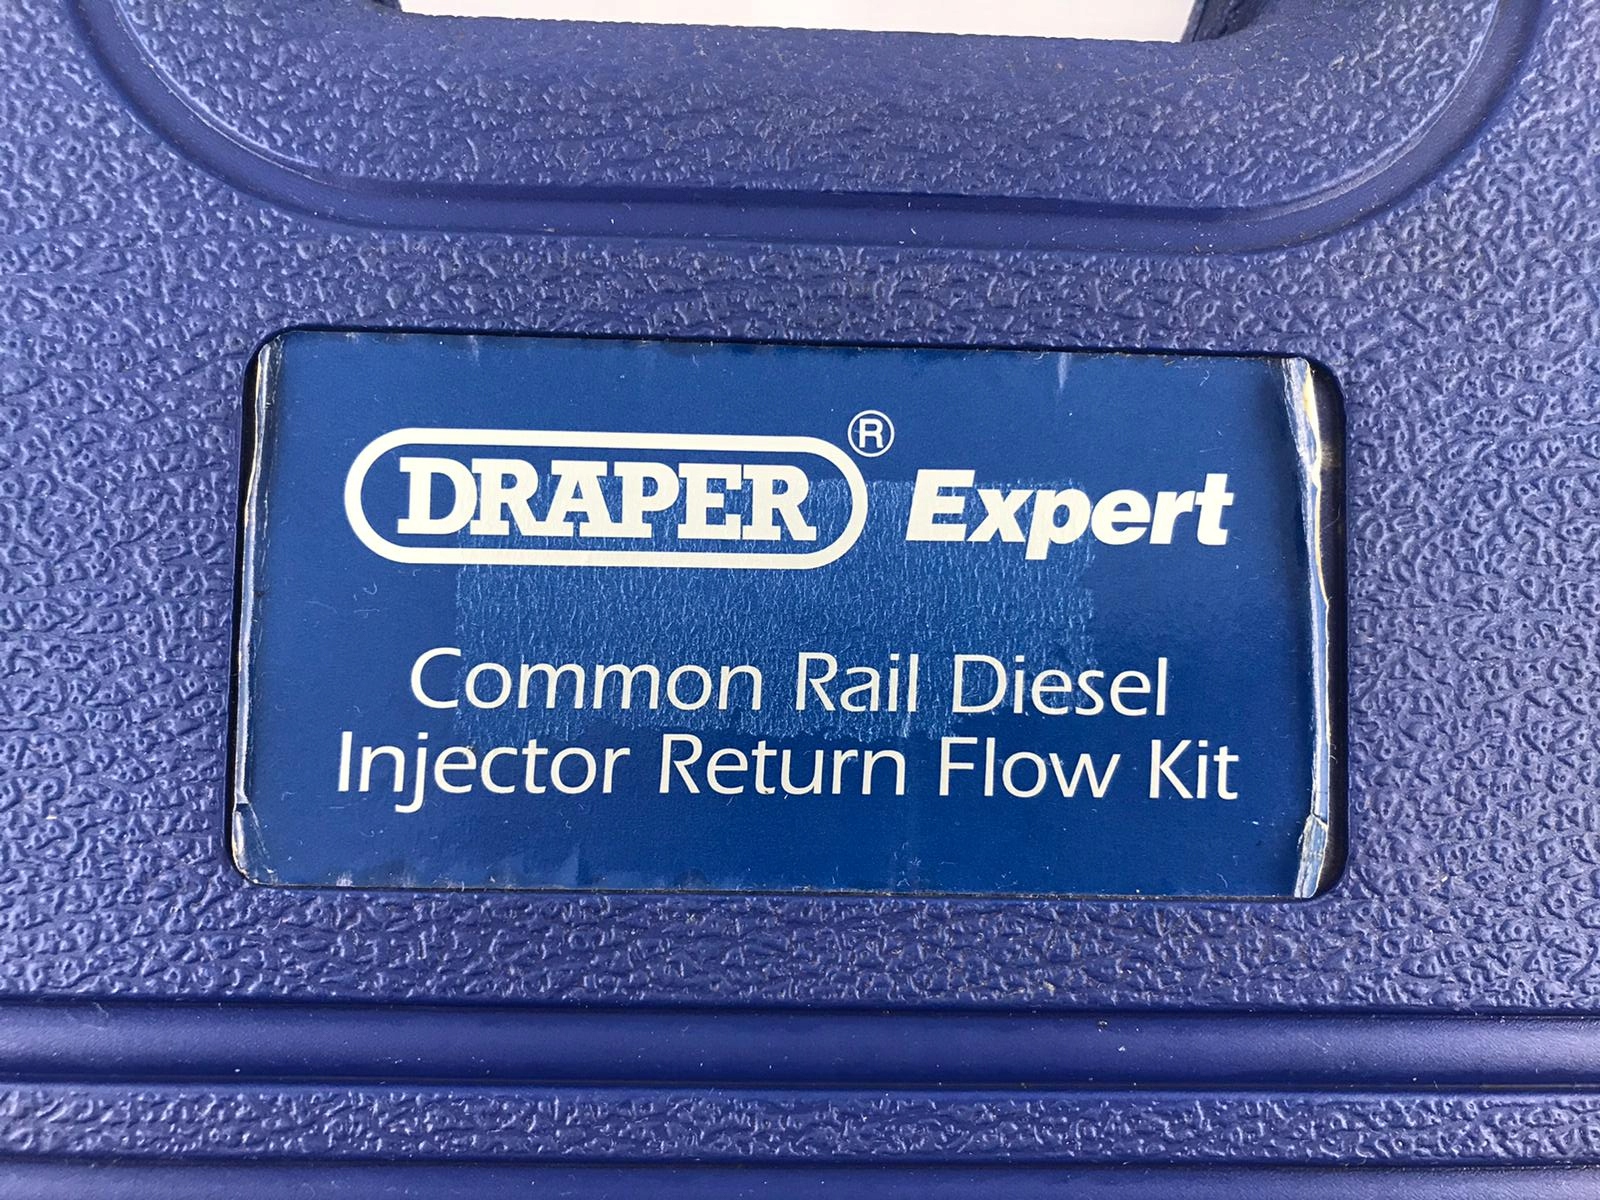 DRAPER® Expert
Common Rail Diesel
Injector Return Flow Kit